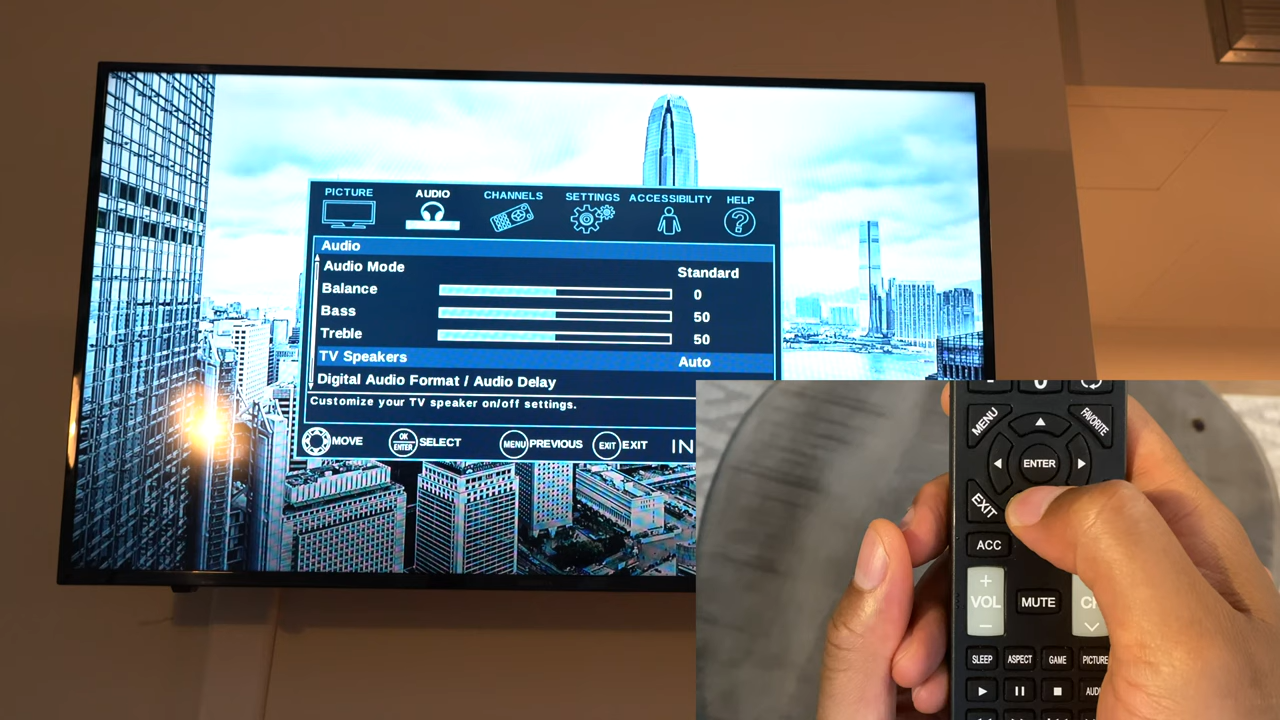 PICTURE AUDIO CHANNELS SETTINGS ACCESSIBILITY HELP
Audio
Audio Mode Standard
Balance 0
Bass 50
Treble 50
TV Speakers Auto
Digital Audio Format / Audio Delay
Customize your TV speaker on/off settings.
MOVE OK ENTER SELECT MENU PREVIOUS EXIT EXIT IN
MENU FAVORITE
ENTER
EXIT
ACC
+
VOL MUTE CH
−
SLEEP ASPECT GAME PICTURE